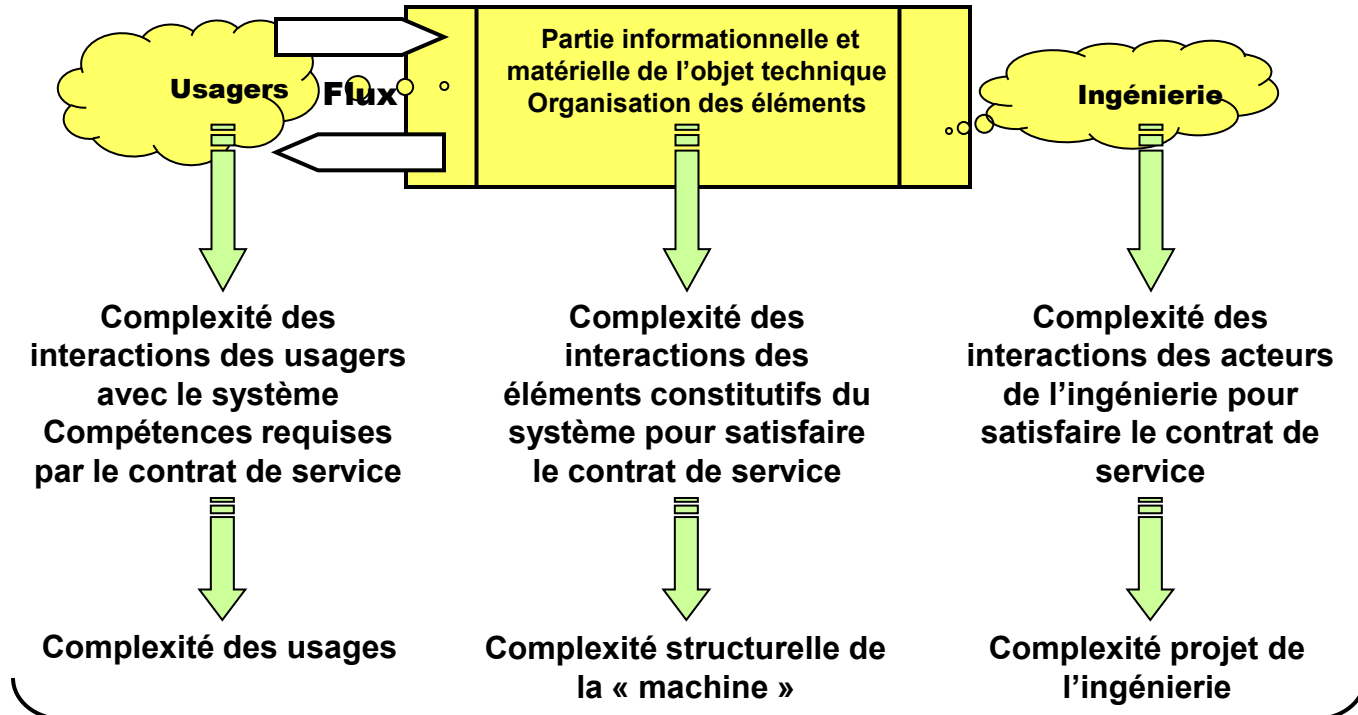 Partie informationnelle et
matérielle de l'objet technique
Organisation des éléments
Usagers
Flux
Ingénierie
Complexité des
interactions des usagers
avec le système
Compétences requises
par le contrat de service
Complexité des
interactions des
éléments constitutifs du
système pour satisfaire
le contrat de service
Complexité des
interactions des acteurs
de l'ingénierie pour
satisfaire le contrat de
service
Complexité des usages
Complexité structurelle de
la « machine »
Complexité projet de
l'ingénierie